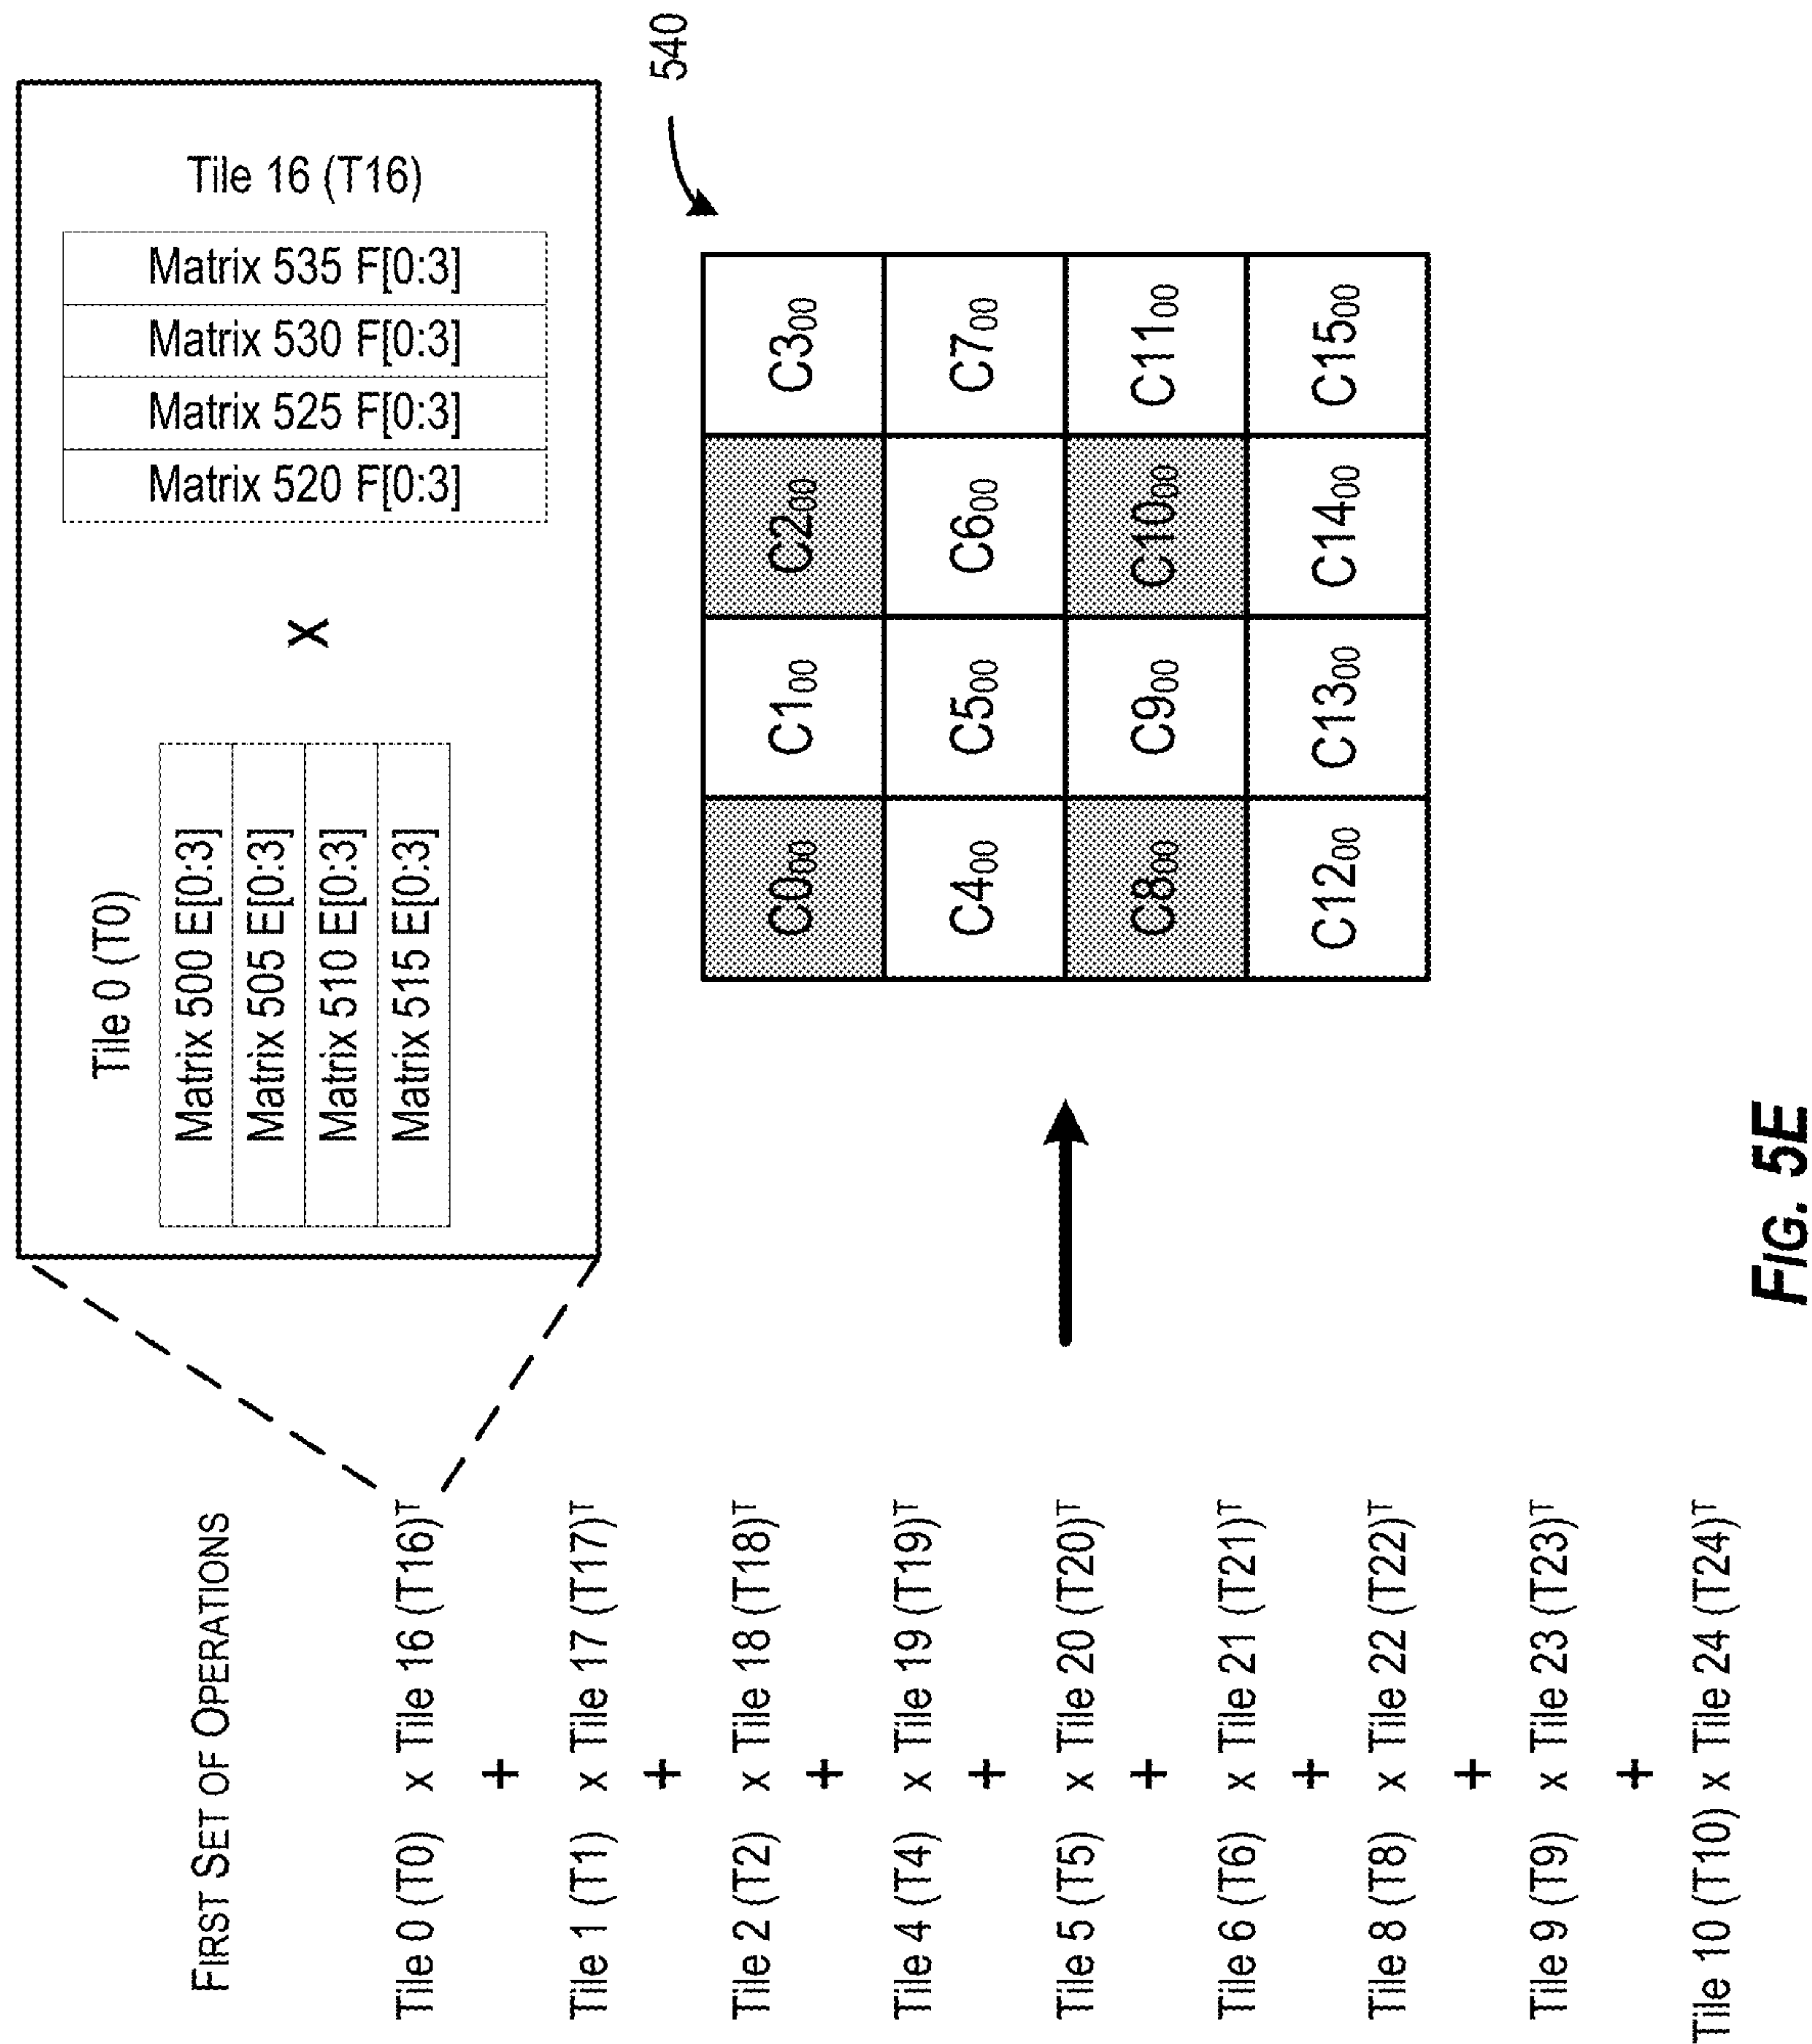 FIRST SET OF OPERATIONS
Tile 0 (T0) x Tile 16 (T16)ᵀ
+
Tile 1 (T1) x Tile 17 (T17)ᵀ
+
Tile 2 (T2) x Tile 18 (T18)ᵀ
+
Tile 4 (T4) x Tile 19 (T19)ᵀ
+
Tile 5 (T5) x Tile 20 (T20)ᵀ
+
Tile 6 (T6) x Tile 21 (T21)ᵀ
+
Tile 8 (T8) x Tile 22 (T22)ᵀ
+
Tile 9 (T9) x Tile 23 (T23)ᵀ
+
Tile 10 (T10) x Tile 24 (T24)ᵀ
Tile 0 (T0)
Matrix 500 E[0:3]
Matrix 505 E[0:3]
Matrix 510 E[0:3]
Matrix 515 E[0:3]
X
Tile 16 (T16)
Matrix 535 F[0:3]
Matrix 530 F[0:3]
Matrix 525 F[0:3]
Matrix 520 F[0:3]
540
C0₀₀ C1₀₀ C2₀₀ C3₀₀
C4₀₀ C5₀₀ C6₀₀ C7₀₀
C8₀₀ C9₀₀ C10₀₀ C11₀₀
C12₀₀ C13₀₀ C14₀₀ C15₀₀
FIG. 5E